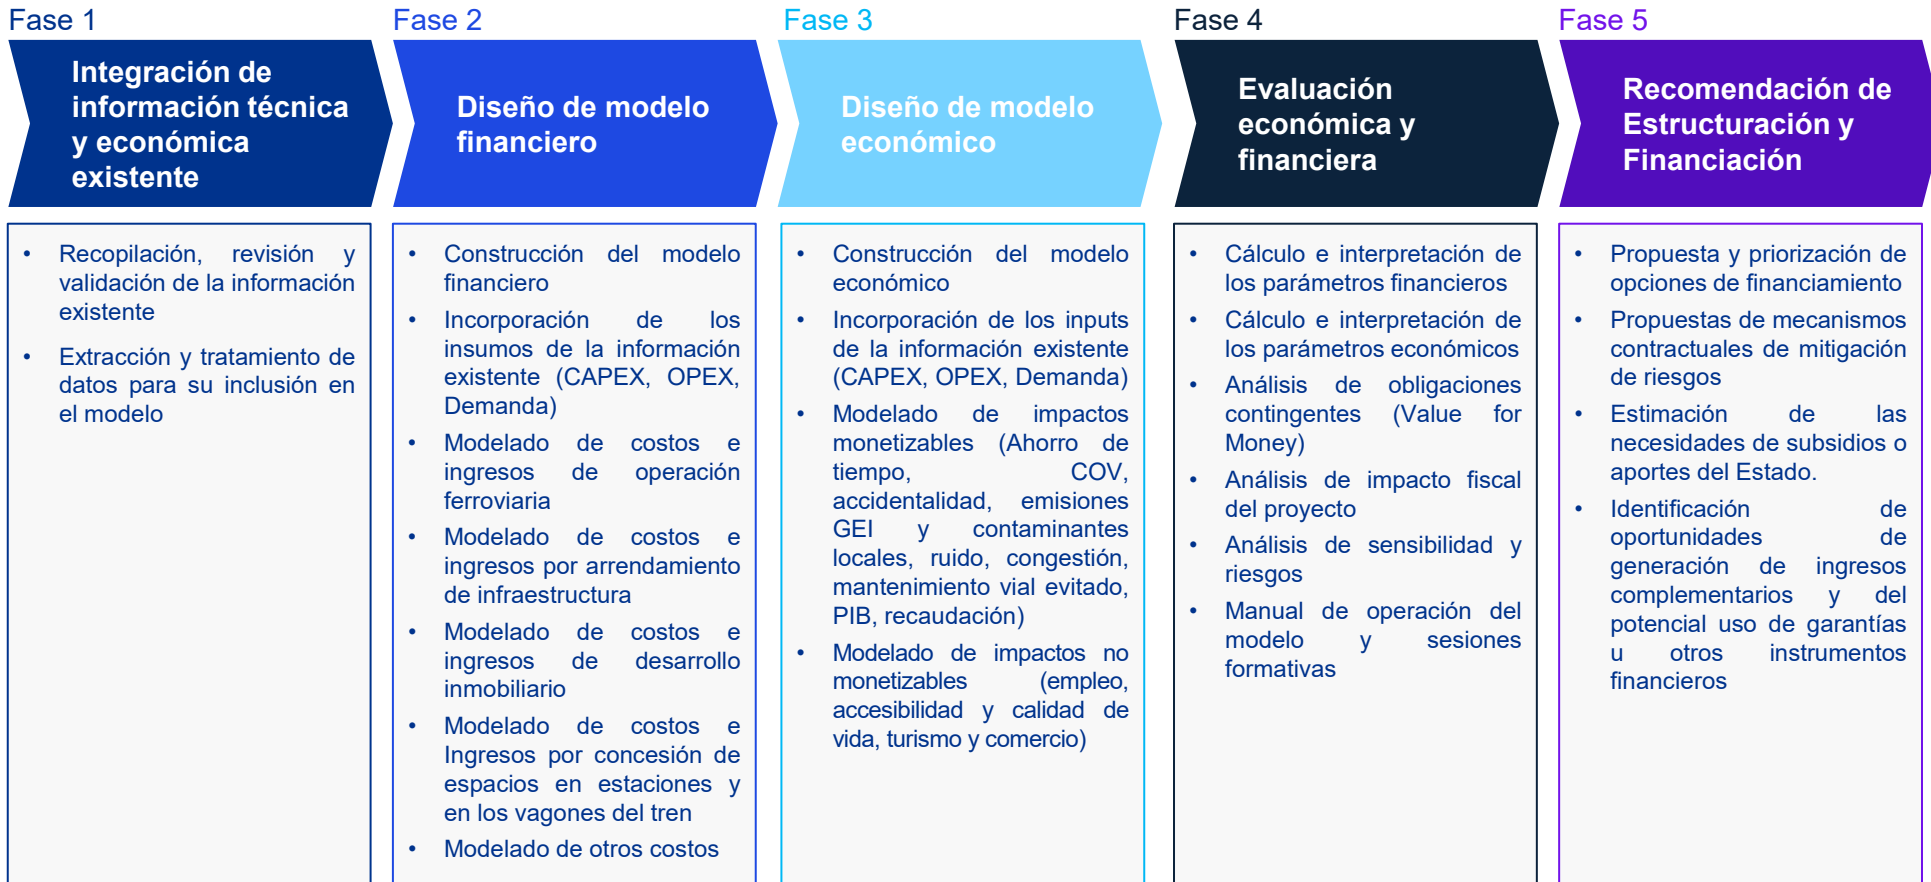 Fase 1
Integración de
información técnica
y económica
existente
• Recopilación, revisión y
validación de la información
existente
• Extracción y tratamiento de
datos para su inclusión en
el modelo
Fase 2
Diseño de modelo
financiero
• Construcción del modelo
financiero
• Incorporación de los
insumos de la información
existente (CAPEX, OPEX,
Demanda)
• Modelado de costos e
ingresos de operación
ferroviaria
• Modelado de costos e
ingresos por arrendamiento
de infraestructura
• Modelado de costos e
ingresos de desarrollo
inmobiliario
• Modelado de costos e
Ingresos por concesión de
espacios en estaciones y
en los vagones del tren
• Modelado de otros costos
Fase 3
Diseño de modelo
económico
• Construcción del modelo
económico
• Incorporación de los inputs
de la información existente
(CAPEX, OPEX, Demanda)
• Modelado de impactos
monetizables (Ahorro de
tiempo, COV,
accidentalidad, emisiones
GEI y contaminantes
locales, ruido, congestión,
mantenimiento vial evitado,
PIB, recaudación)
• Modelado de impactos no
monetizables (empleo,
accesibilidad y calidad de
vida, turismo y comercio)
Fase 4
Evaluación
económica y
financiera
• Cálculo e interpretación de
los parámetros financieros
• Cálculo e interpretación de
los parámetros económicos
• Análisis de obligaciones
contingentes (Value for
Money)
• Análisis de impacto fiscal
del proyecto
• Análisis de sensibilidad y
riesgos
• Manual de operación del
modelo y sesiones
formativas
Fase 5
Recomendación de
Estructuración y
Financiación
• Propuesta y priorización de
opciones de financiamiento
• Propuestas de mecanismos
contractuales de mitigación
de riesgos
• Estimación de las
necesidades de subsidios o
aportes del Estado.
• Identificación de
oportunidades de
generación de ingresos
complementarios y del
potencial uso de garantías
u otros instrumentos
financieros